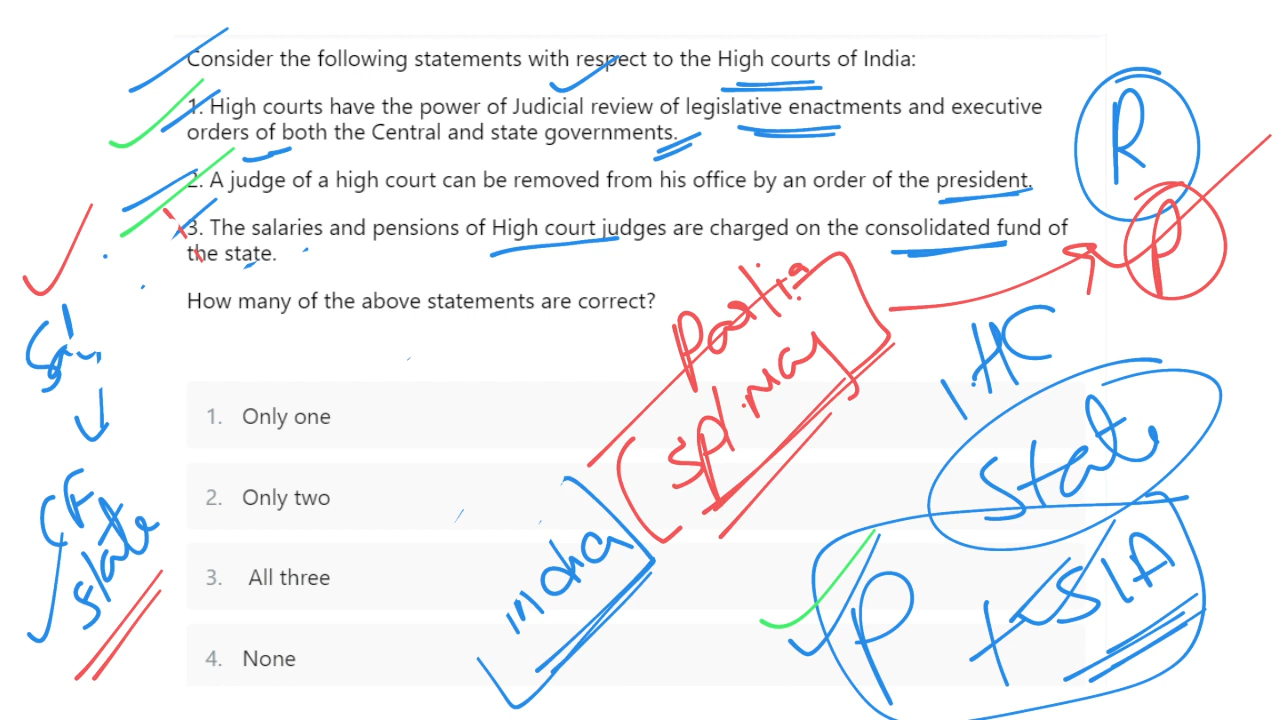 Consider the following statements with respect to the High courts of India:
1. High courts have the power of Judicial review of legislative enactments and executive
orders of both the Central and state governments.
2. A judge of a high court can be removed from his office by an order of the president.
3. The salaries and pensions of High court judges are charged on the consolidated fund of
the state.
How many of the above statements are correct?
1. Only one
2. Only two
3. All three
4. None
R
P
Sal
CF
State
Parlia
Spl. May
India
HC
State
P
SLA